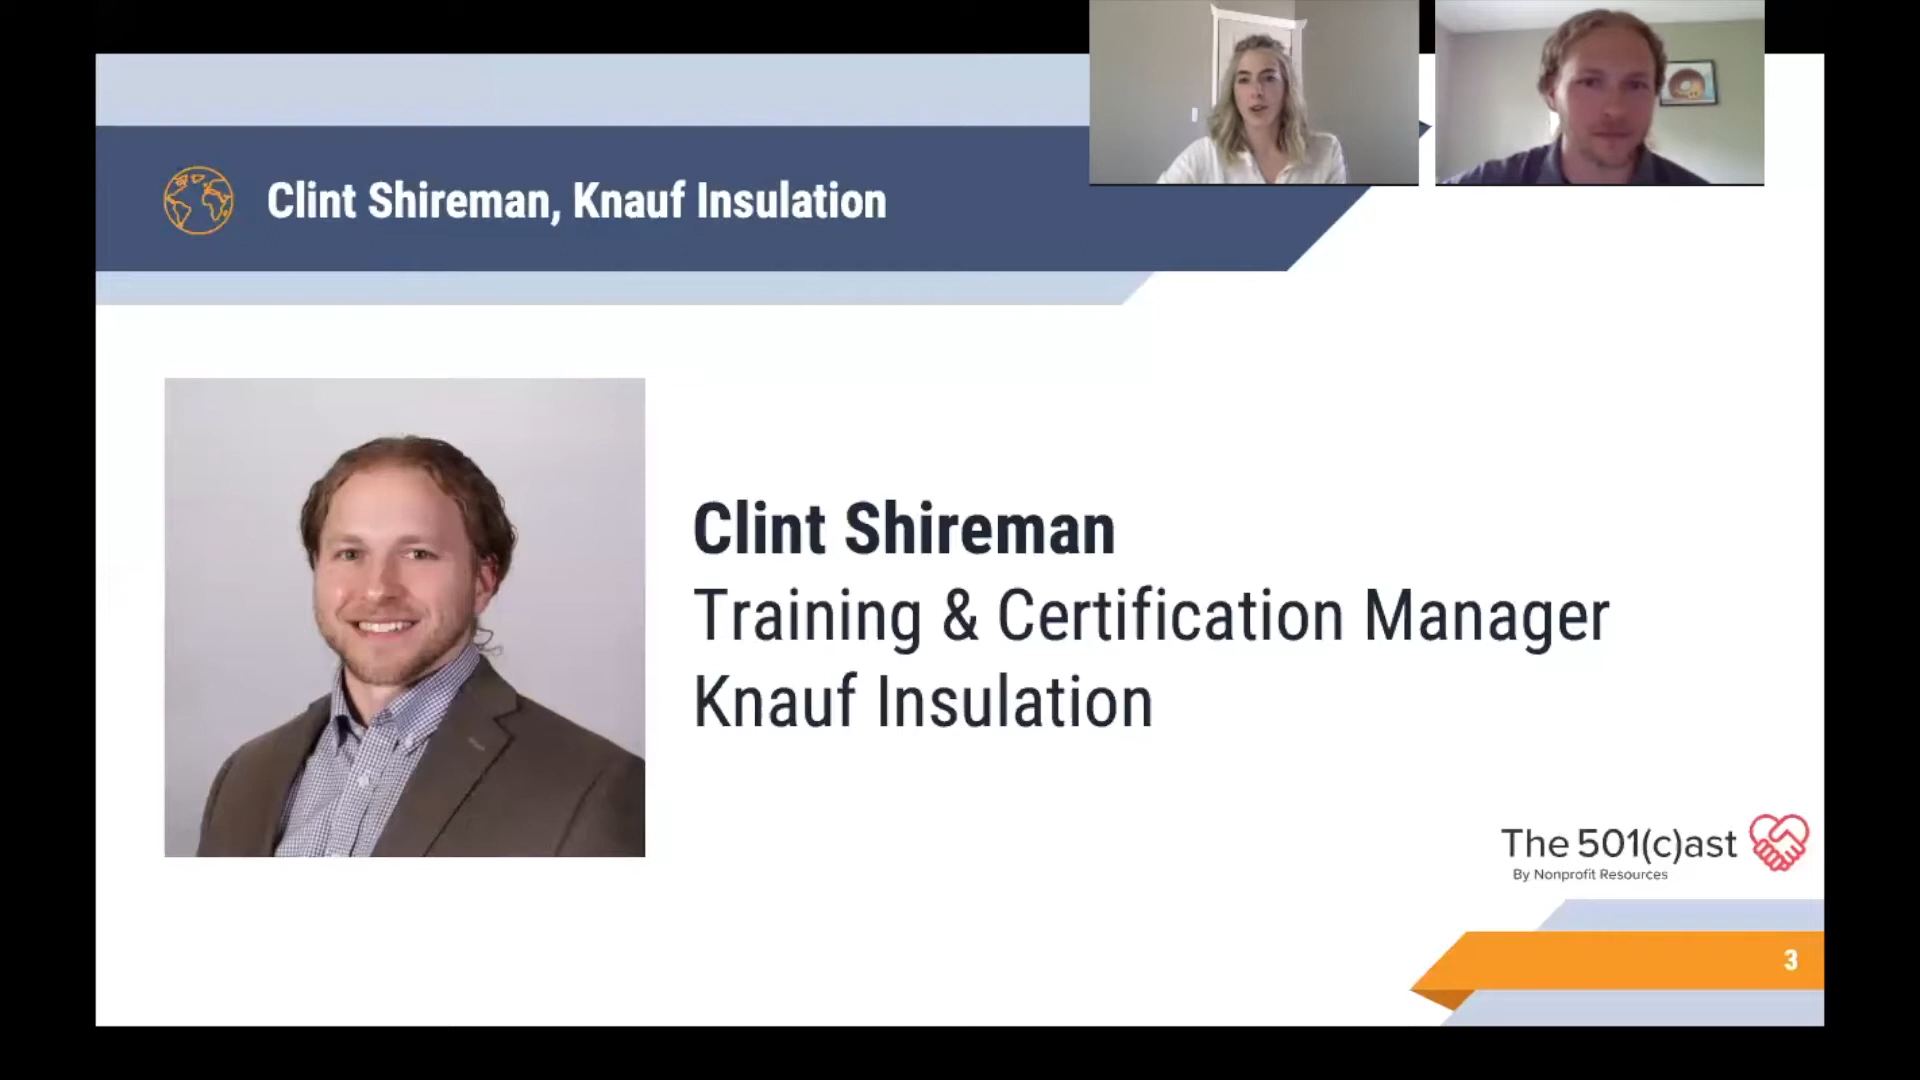 Clint Shireman, Knauf Insulation
Clint Shireman
Training & Certification Manager
Knauf Insulation
The 501(c)ast
By Nonprofit Resources
3